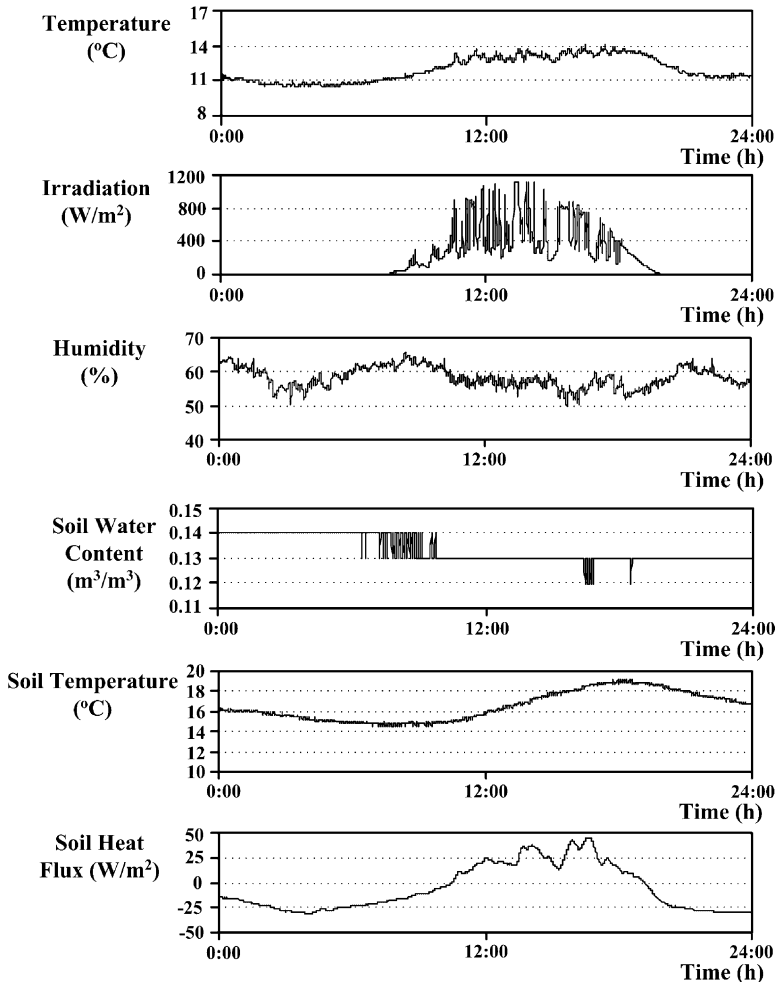 Temperature
(ºC)
17
14
11
8
0:00 12:00 24:00
Time (h)
Irradiation
(W/m²)
1200
800
400
0
0:00 12:00 24:00
Time (h)
Humidity
(%)
70
60
50
40
0:00 12:00 24:00
Time (h)
Soil Water
Content
(m³/m³)
0.15
0.14
0.13
0.12
0.11
0:00 12:00 24:00
Time (h)
Soil Temperature
(ºC)
20
18
16
14
12
10
0:00 12:00 24:00
Time (h)
Soil Heat
Flux (W/m²)
50
25
0
-25
-50
0:00 12:00 24:00
Time (h)